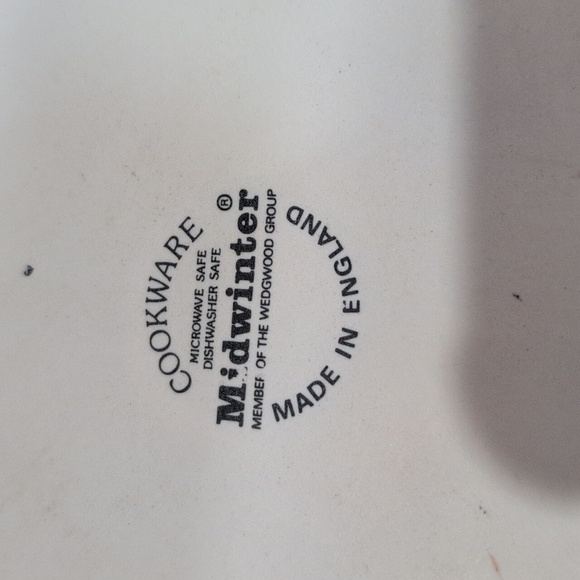 COOKWARE
MICROWAVE SAFE
DISHWASHER SAFE
Midwinter ®
MEMBER OF THE WEDGWOOD GROUP
MADE IN ENGLAND